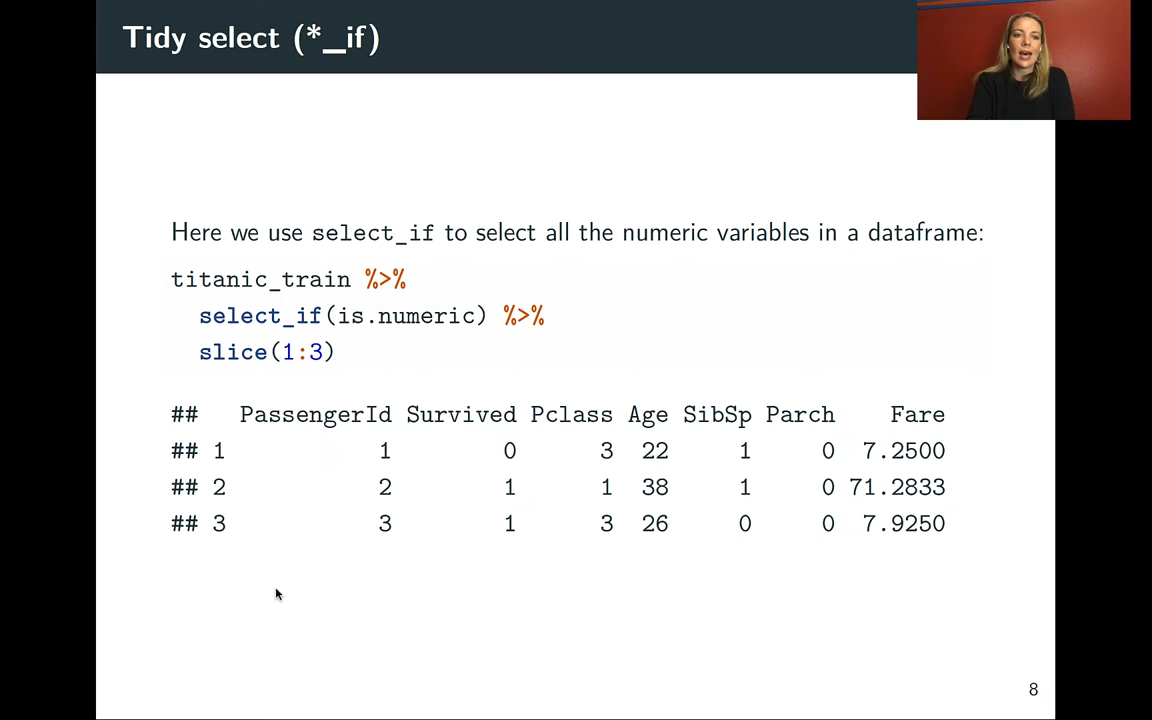 Tidy select (*_if)
Here we use select_if to select all the numeric variables in a dataframe:
titanic_train %>%
select_if(is.numeric) %>%
slice(1:3)
## PassengerId Survived Pclass Age SibSp Parch Fare
## 1 1 0 3 22 1 0 7.2500
## 2 2 1 1 38 1 0 71.2833
## 3 3 1 3 26 0 0 7.9250
8